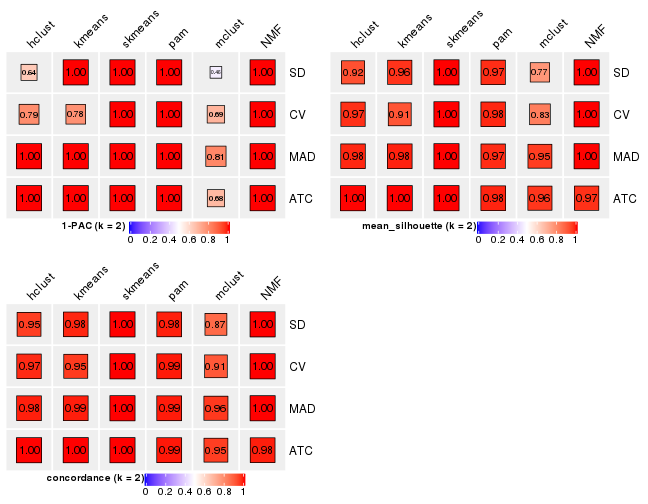 hclust kmeans skmeans pam mclust NMF
0.64 1.00 1.00 1.00 0.46 1.00 SD
0.79 0.78 1.00 1.00 0.69 1.00 CV
1.00 1.00 1.00 1.00 0.81 1.00 MAD
1.00 1.00 1.00 1.00 0.68 1.00 ATC
1-PAC (k = 2)
0 0.2 0.4 0.6 0.8 1
hclust kmeans skmeans pam mclust NMF
0.92 0.96 1.00 0.97 0.77 1.00 SD
0.97 0.91 1.00 0.98 0.83 1.00 CV
0.98 0.98 1.00 0.97 0.95 1.00 MAD
1.00 1.00 1.00 0.98 0.96 0.97 ATC
mean_silhouette (k = 2)
0 0.2 0.4 0.6 0.8 1
hclust kmeans skmeans pam mclust NMF
0.95 0.98 1.00 0.98 0.87 1.00 SD
0.97 0.95 1.00 0.99 0.91 1.00 CV
0.98 0.99 1.00 0.99 0.96 1.00 MAD
1.00 1.00 1.00 0.99 0.95 0.98 ATC
concordance (k = 2)
0 0.2 0.4 0.6 0.8 1